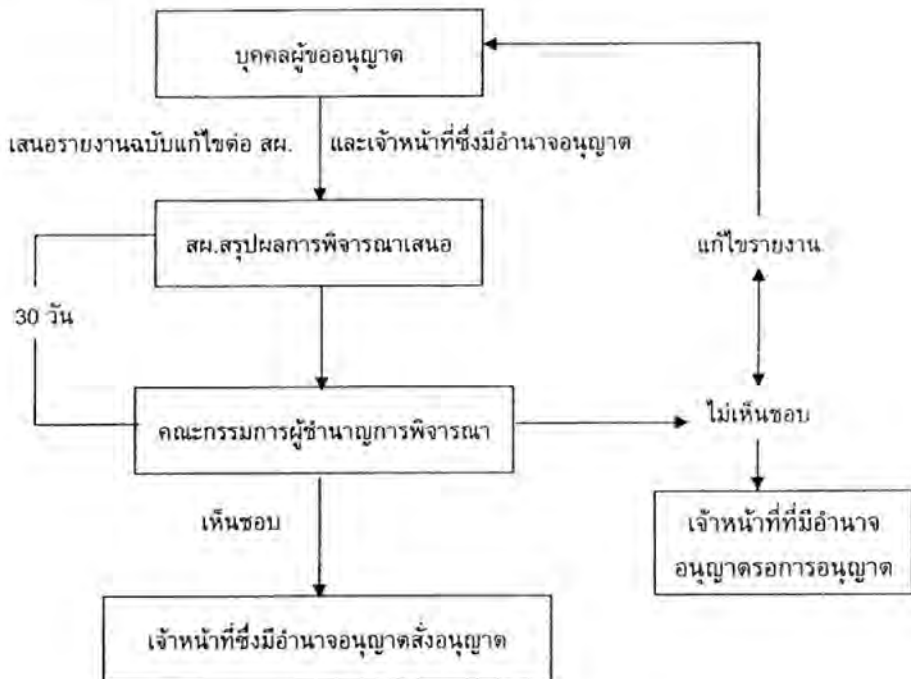 บุคคลผู้ขออนุญาต
เสนอรายงานฉบับแก้ไขต่อ สผ. และเจ้าหน้าที่ซึ่งมีอำนาจอนุญาต
สผ.สรุปผลการพิจารณาเสนอ
แก้ไขรายงาน
30 วัน
คณะกรรมการผู้ชำนาญการพิจารณา
ไม่เห็นชอบ
เห็นชอบ
เจ้าหน้าที่ที่มีอำนาจ
อนุญาตรอการอนุญาต
เจ้าหน้าที่ซึ่งมีอำนาจอนุญาตสั่งอนุญาต